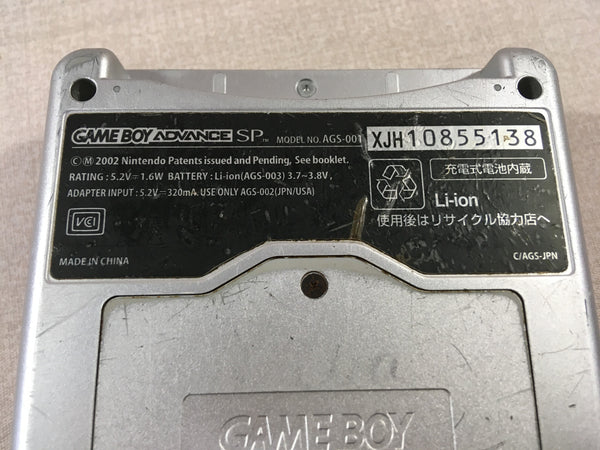 GAME BOY ADVANCE SP™ MODEL NO. AGS-001 XJH10855138
©Ⓜ 2002 Nintendo Patents issued and Pending, See booklet.
RATING : 5.2V⎓1.6W BATTERY : Li-ion(AGS-003) 3.7~3.8V,
ADAPTER INPUT : 5.2V⎓320mA. USE ONLY AGS-002(JPN/USA)
充電式電池内蔵
Li-ion
使用後はリサイクル協力店へ
VCI
MADE IN CHINA
C/AGS-JPN
GAME BOY